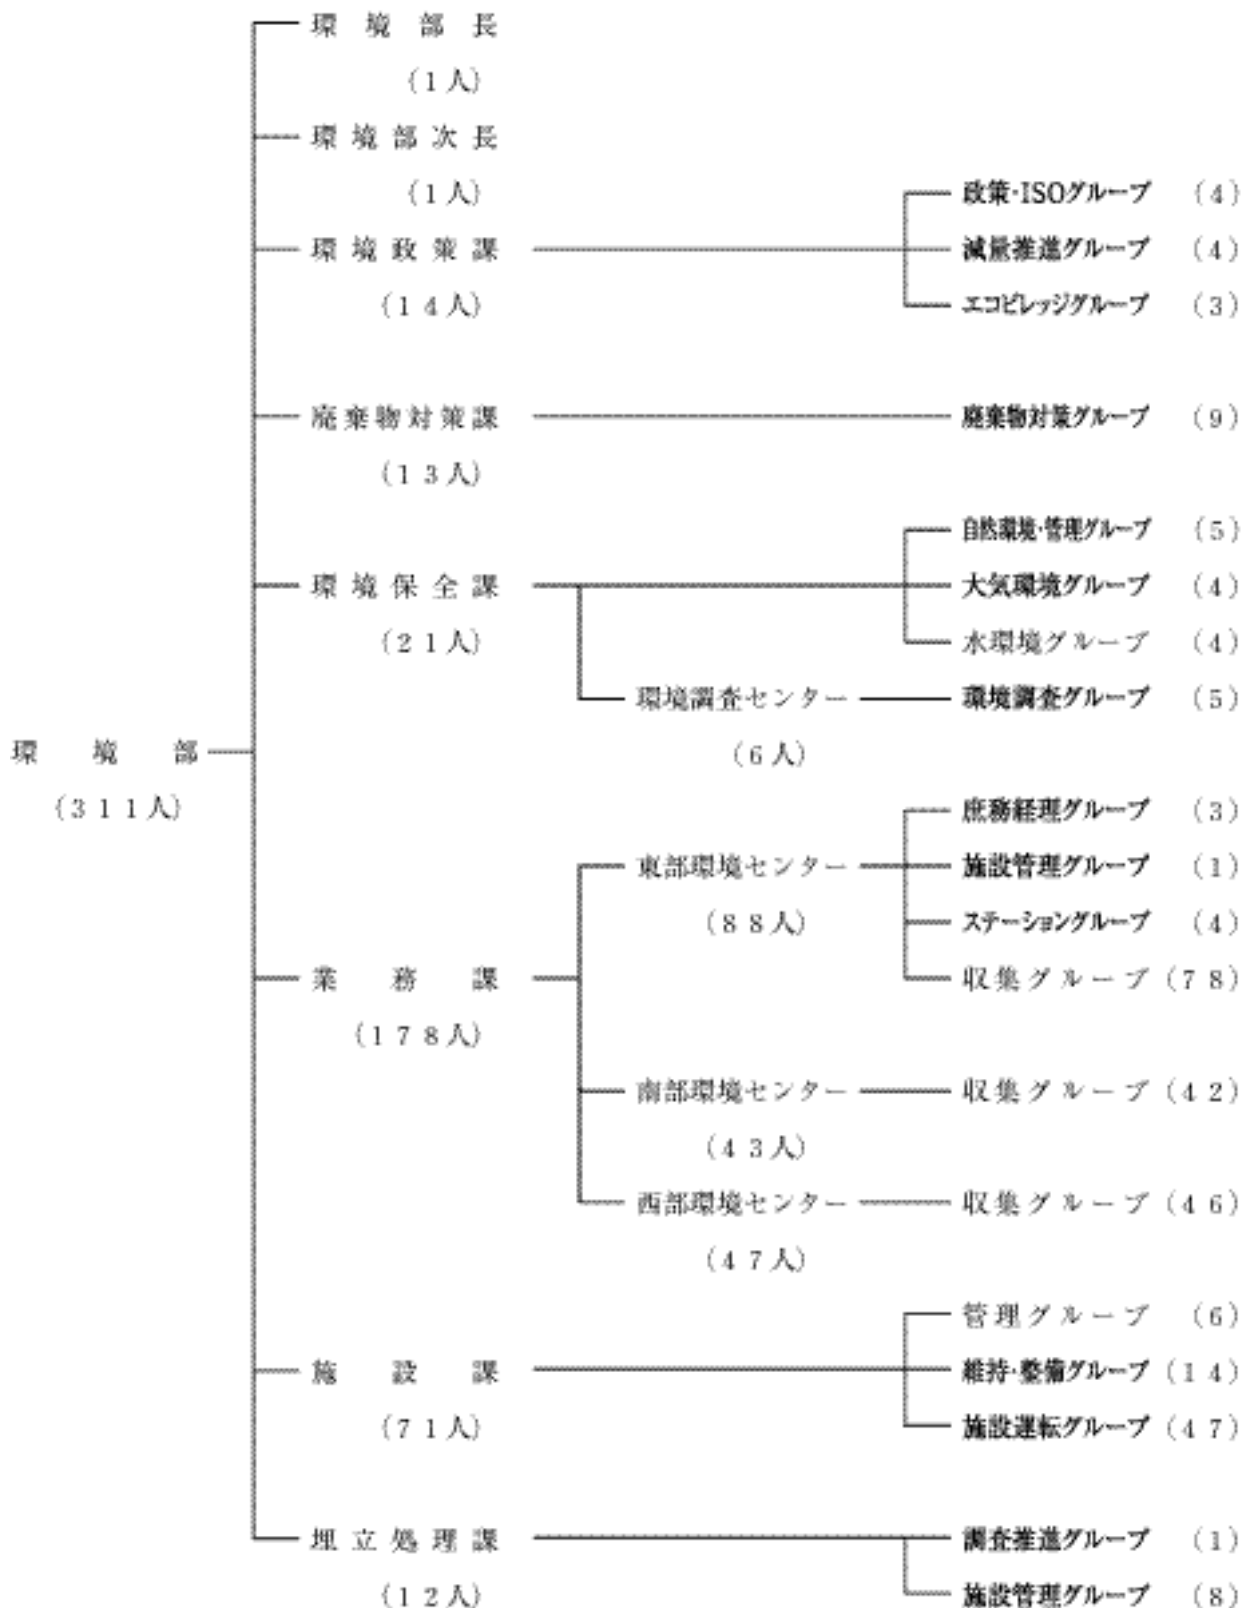 環境部長
(1人)
環境部次長
(1人) 政策・ISOグループ (4)
環境政策課 減量推進グループ (4)
(14人) エコビレッジグループ (3)
廃棄物対策課 廃棄物対策グループ (9)
(13人)
自然環境・管理グループ (5)
環境保全課 大気環境グループ (4)
(21人) 水環境グループ (4)
環境調査センター 環境調査グループ (5)
環境部 (6人)
(311人) 庶務経理グループ (3)
東部環境センター 施設管理グループ (1)
(88人) ステーショングループ (4)
業務課 収集グループ (78)
(178人)
南部環境センター 収集グループ (42)
(43人)
西部環境センター 収集グループ (46)
(47人)
管理グループ (6)
施設課 維持・整備グループ (14)
(71人) 施設運転グループ (47)
埋立処理課 調査推進グループ (1)
(12人) 施設管理グループ (8)